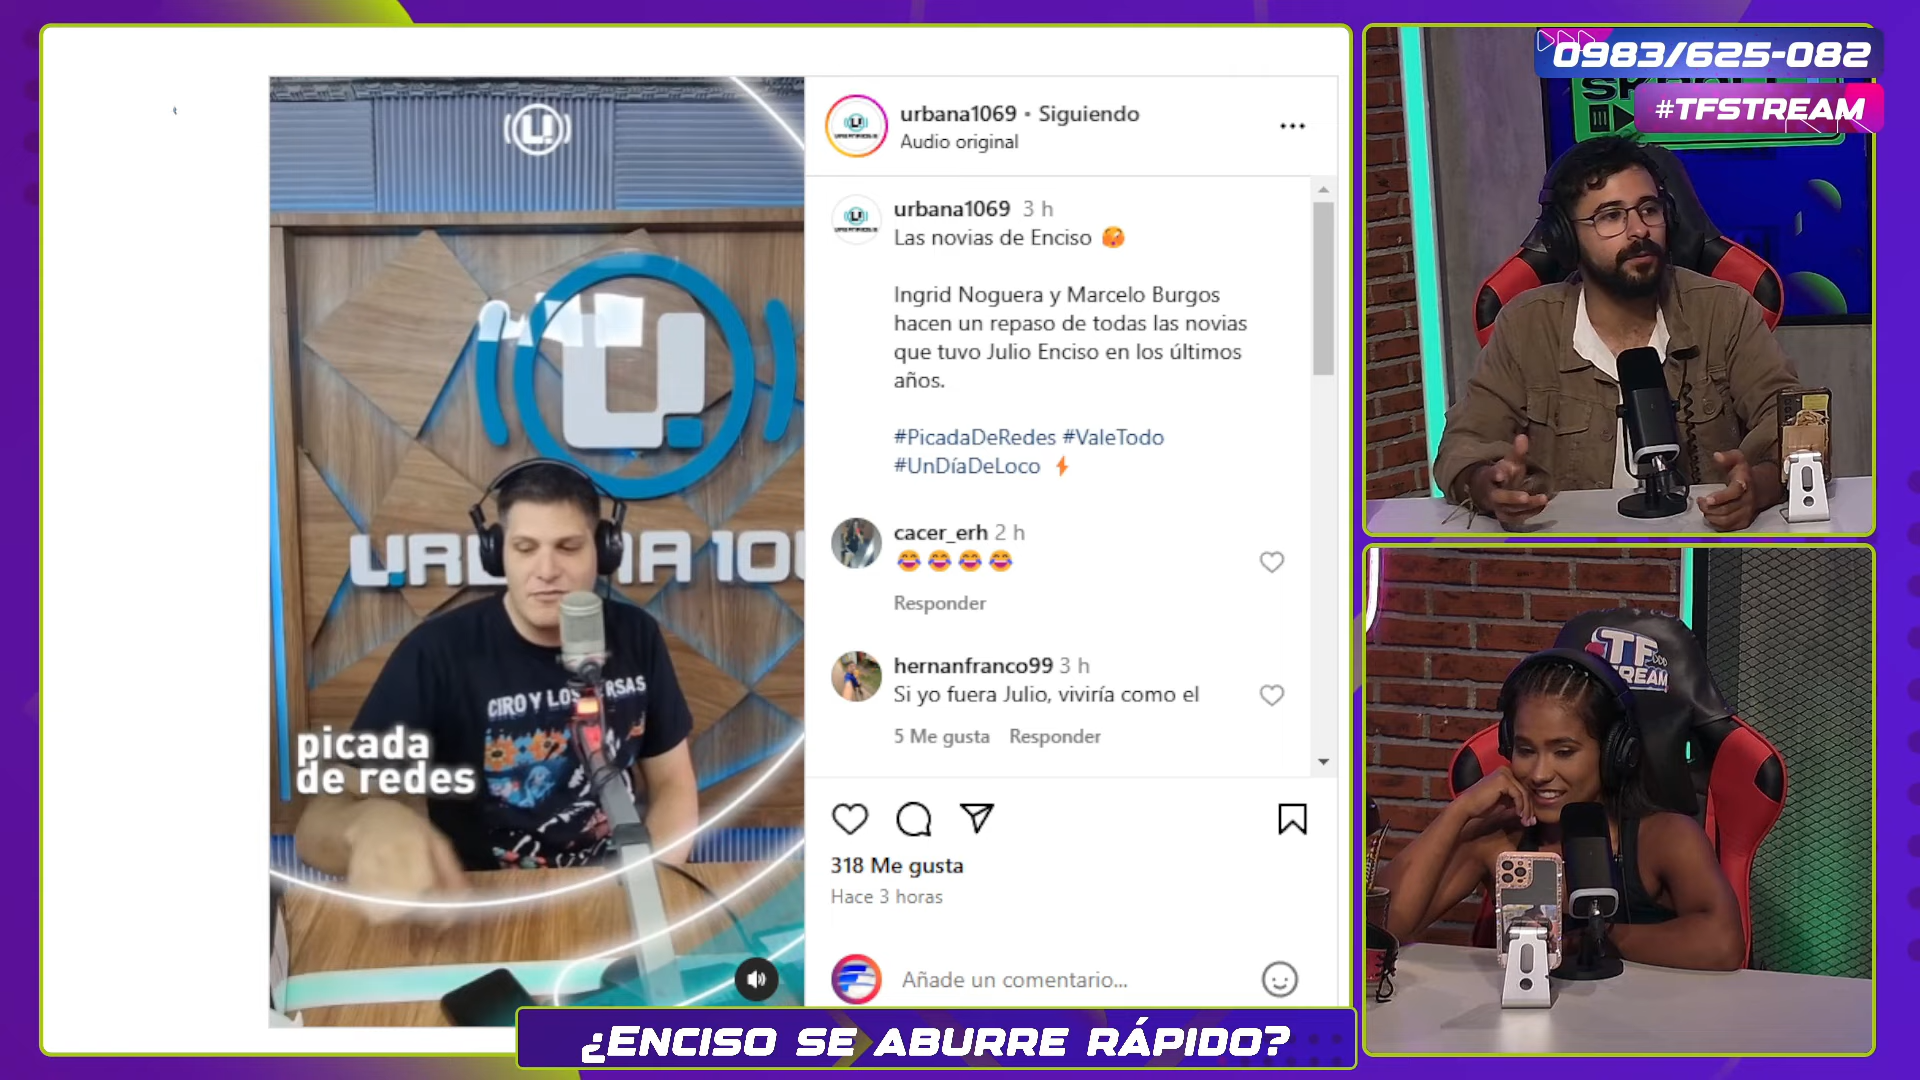 0983/625-082
#TFSTREAM
urbana1069 • Siguiendo
Audio original
urbana1069 3 h
Las novias de Enciso
Ingrid Noguera y Marcelo Burgos
hacen un repaso de todas las novias
que tuvo Julio Enciso en los últimos
años.
#PicadaDeRedes #ValeTodo
#UnDíaDeLoco
cacer_erh 2 h
Responder
hernanfranco99 3 h
Si yo fuera Julio, viviría como el
5 Me gusta Responder
318 Me gusta
Hace 3 horas
Añade un comentario...
CIRO Y LOS
picada
de redes
TF
¿ENCISO SE ABURRE RÁPIDO?